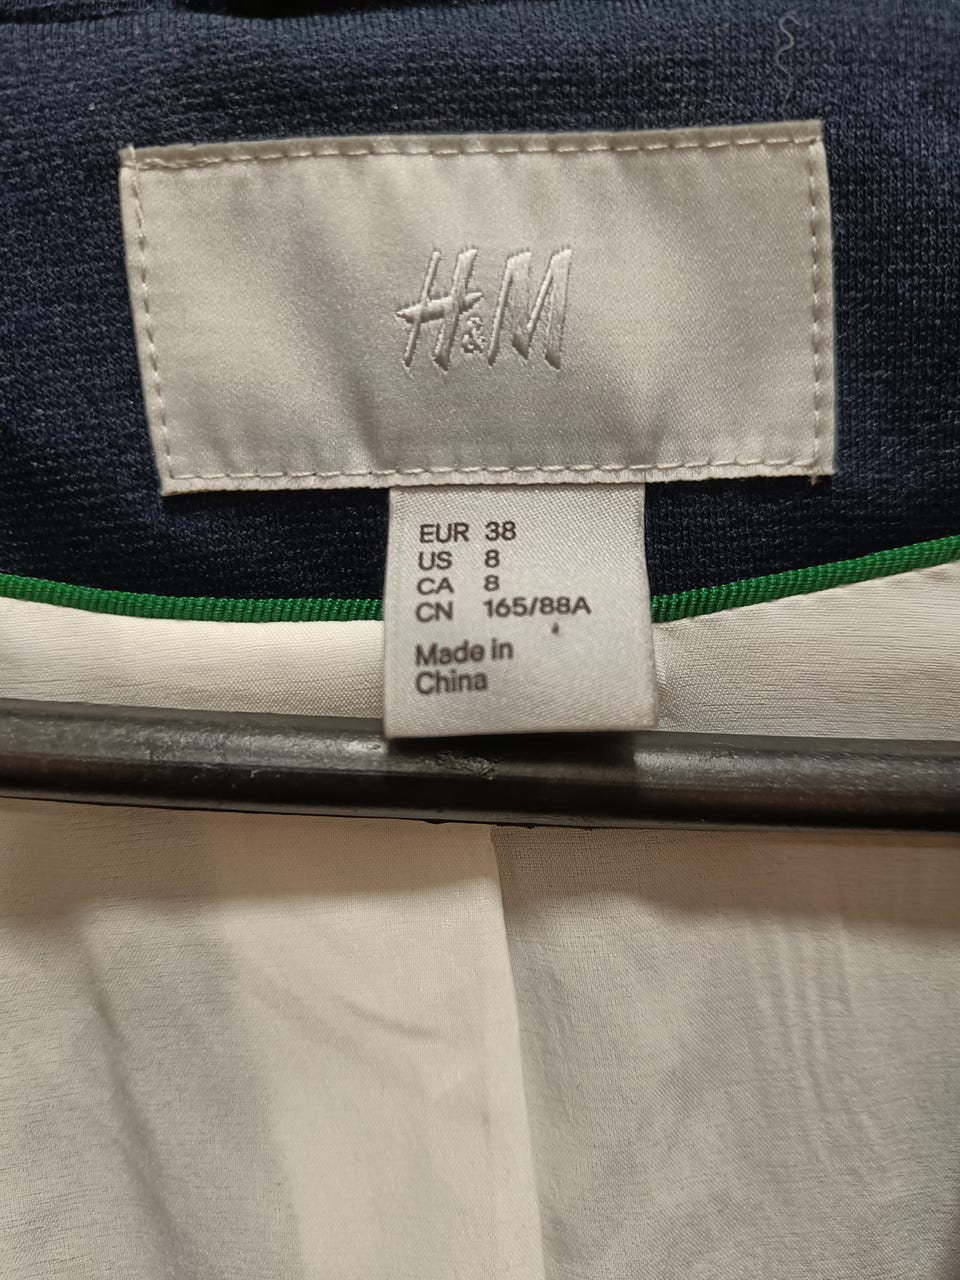 H&M
EUR 38
US 8
CA 8
CN 165/88A
Made in
China